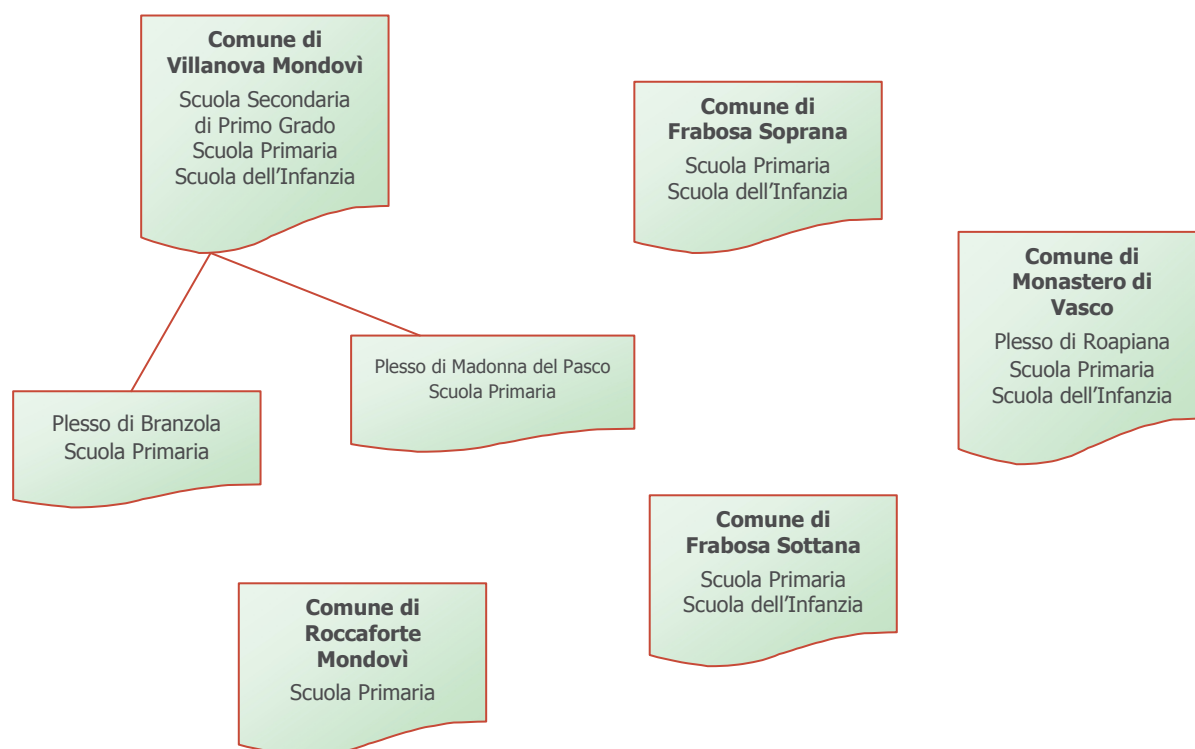 Comune di
Villanova Mondovì
Scuola Secondaria
di Primo Grado
Scuola Primaria
Scuola dell’Infanzia
Comune di
Frabosa Soprana
Scuola Primaria
Scuola dell’Infanzia
Comune di
Monastero di
Vasco
Plesso di Roapiana
Scuola Primaria
Scuola dell’Infanzia
Plesso di Madonna del Pasco
Scuola Primaria
Plesso di Branzola
Scuola Primaria
Comune di
Frabosa Sottana
Scuola Primaria
Scuola dell’Infanzia
Comune di
Roccaforte
Mondovì
Scuola Primaria